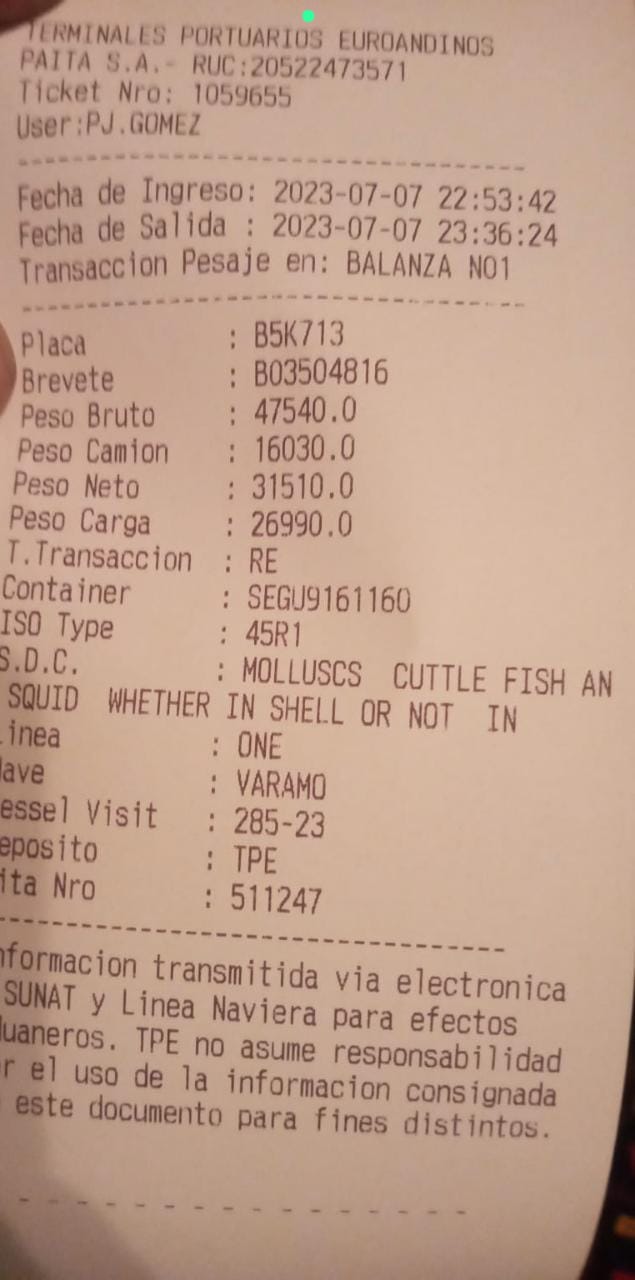 TERMINALES PORTUARIOS EUROANDINOS
PAITA S.A.- RUC:20522473571
Ticket Nro: 1059655
User:PJ.GOMEZ
Fecha de Ingreso: 2023-07-07 22:53:42
Fecha de Salida : 2023-07-07 23:36:24
Transaccion Pesaje en: BALANZA NO1
Placa : B5K713
Brevete : B03504816
Peso Bruto : 47540.0
Peso Camion : 16030.0
Peso Neto : 31510.0
Peso Carga : 26990.0
T.Transaccion : RE
Container : SEGU9161160
ISO Type : 45R1
S.D.C. : MOLLUSCS CUTTLE FISH AN
SQUID WHETHER IN SHELL OR NOT IN
inea : ONE
ave : VARAMO
essel Visit : 285-23
eposito : TPE
ita Nro : 511247
nformacion transmitida via electronica
SUNAT y Linea Naviera para efectos
uaneros. TPE no asume responsabilidad
r el uso de la informacion consignada
este documento para fines distintos.